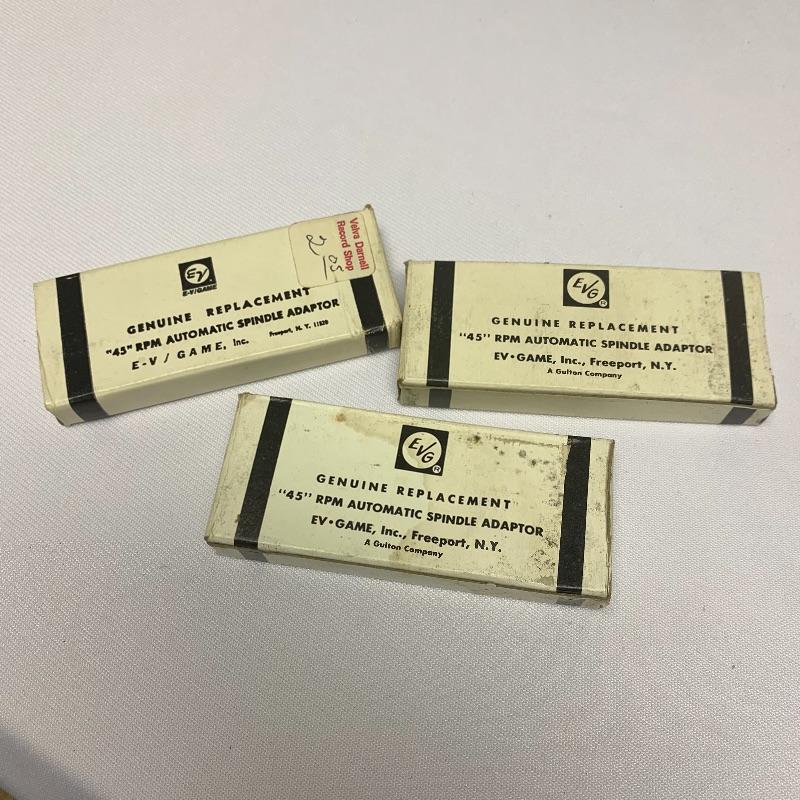 EV
E-V/GAME
GENUINE REPLACEMENT
"45" RPM AUTOMATIC SPINDLE ADAPTOR
E-V / GAME, Inc. Freeport, N. Y. 11520
Velva Darnell
Record Shop
2 05
EVG®
GENUINE REPLACEMENT
"45" RPM AUTOMATIC SPINDLE ADAPTOR
EV•GAME, Inc., Freeport, N.Y.
A Gulton Company
EVG®
GENUINE REPLACEMENT
"45" RPM AUTOMATIC SPINDLE ADAPTOR
EV•GAME, Inc., Freeport, N.Y.
A Gulton Company